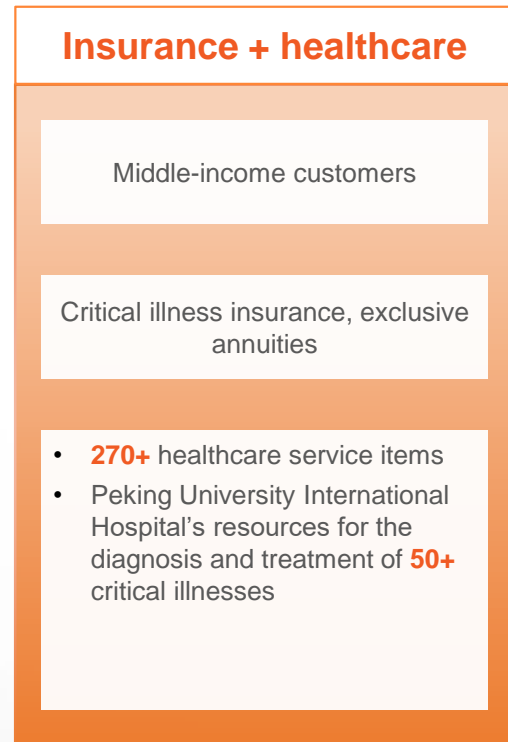 Insurance + healthcare
Middle-income customers
Critical illness insurance, exclusive
annuities
• 270+ healthcare service items
• Peking University International
Hospital's resources for the
diagnosis and treatment of 50+
critical illnesses